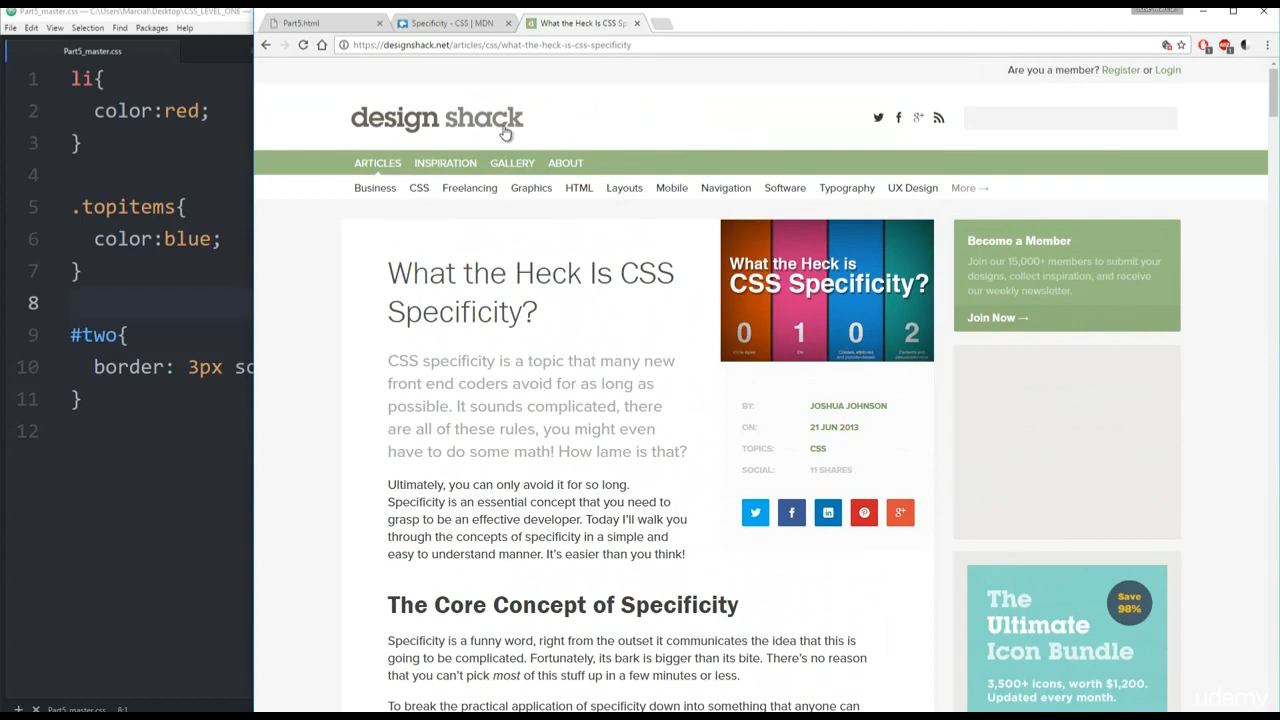 Part5_master.css — C:\Users\Marcial\Desktop\CSS_LEVEL_ONE
File Edit View Selection Find Packages Help
Part5_master.css
1 li{
2 color:red;
3 }
4
5 .topitems{
6 color:blue;
7 }
8
9 #two{
10 border: 3px so
11 }
12
Part5_master.css 8:1
Part5.html
Specificity - CSS | MDN
What the Heck Is CSS Sp
https://designshack.net/articles/css/what-the-heck-is-css-specificity
Are you a member? Register or Login
design shack
ARTICLES INSPIRATION GALLERY ABOUT
Business CSS Freelancing Graphics HTML Layouts Mobile Navigation Software Typography UX Design More →
What the Heck Is CSS
Specificity?
CSS specificity is a topic that many new
front end coders avoid for as long as
possible. It sounds complicated, there
are all of these rules, you might even
have to do some math! How lame is that?
Ultimately, you can only avoid it for so long.
Specificity is an essential concept that you need to
grasp to be an effective developer. Today I'll walk you
through the concepts of specificity in a simple and
easy to understand manner. It's easier than you think!
What the Heck is
CSS Specificity?
0 1 0 2
BY: JOSHUA JOHNSON
ON: 21 JUN 2013
TOPICS: CSS
SOCIAL: 11 SHARES
The Core Concept of Specificity
Specificity is a funny word, right from the outset it communicates the idea that this is
going to be complicated. Fortunately, its bark is bigger than its bite. There's no reason
that you can't pick most of this stuff up in a few minutes or less.
To break the practical application of specificity down into something that anyone can
Become a Member
Join our 15,000+ members to submit your
designs, collect inspiration, and receive
our weekly newsletter.
Join Now →
The
Ultimate
Icon Bundle
Save
98%
3,500+ icons, worth $1,200.
Updated every month.
udemy